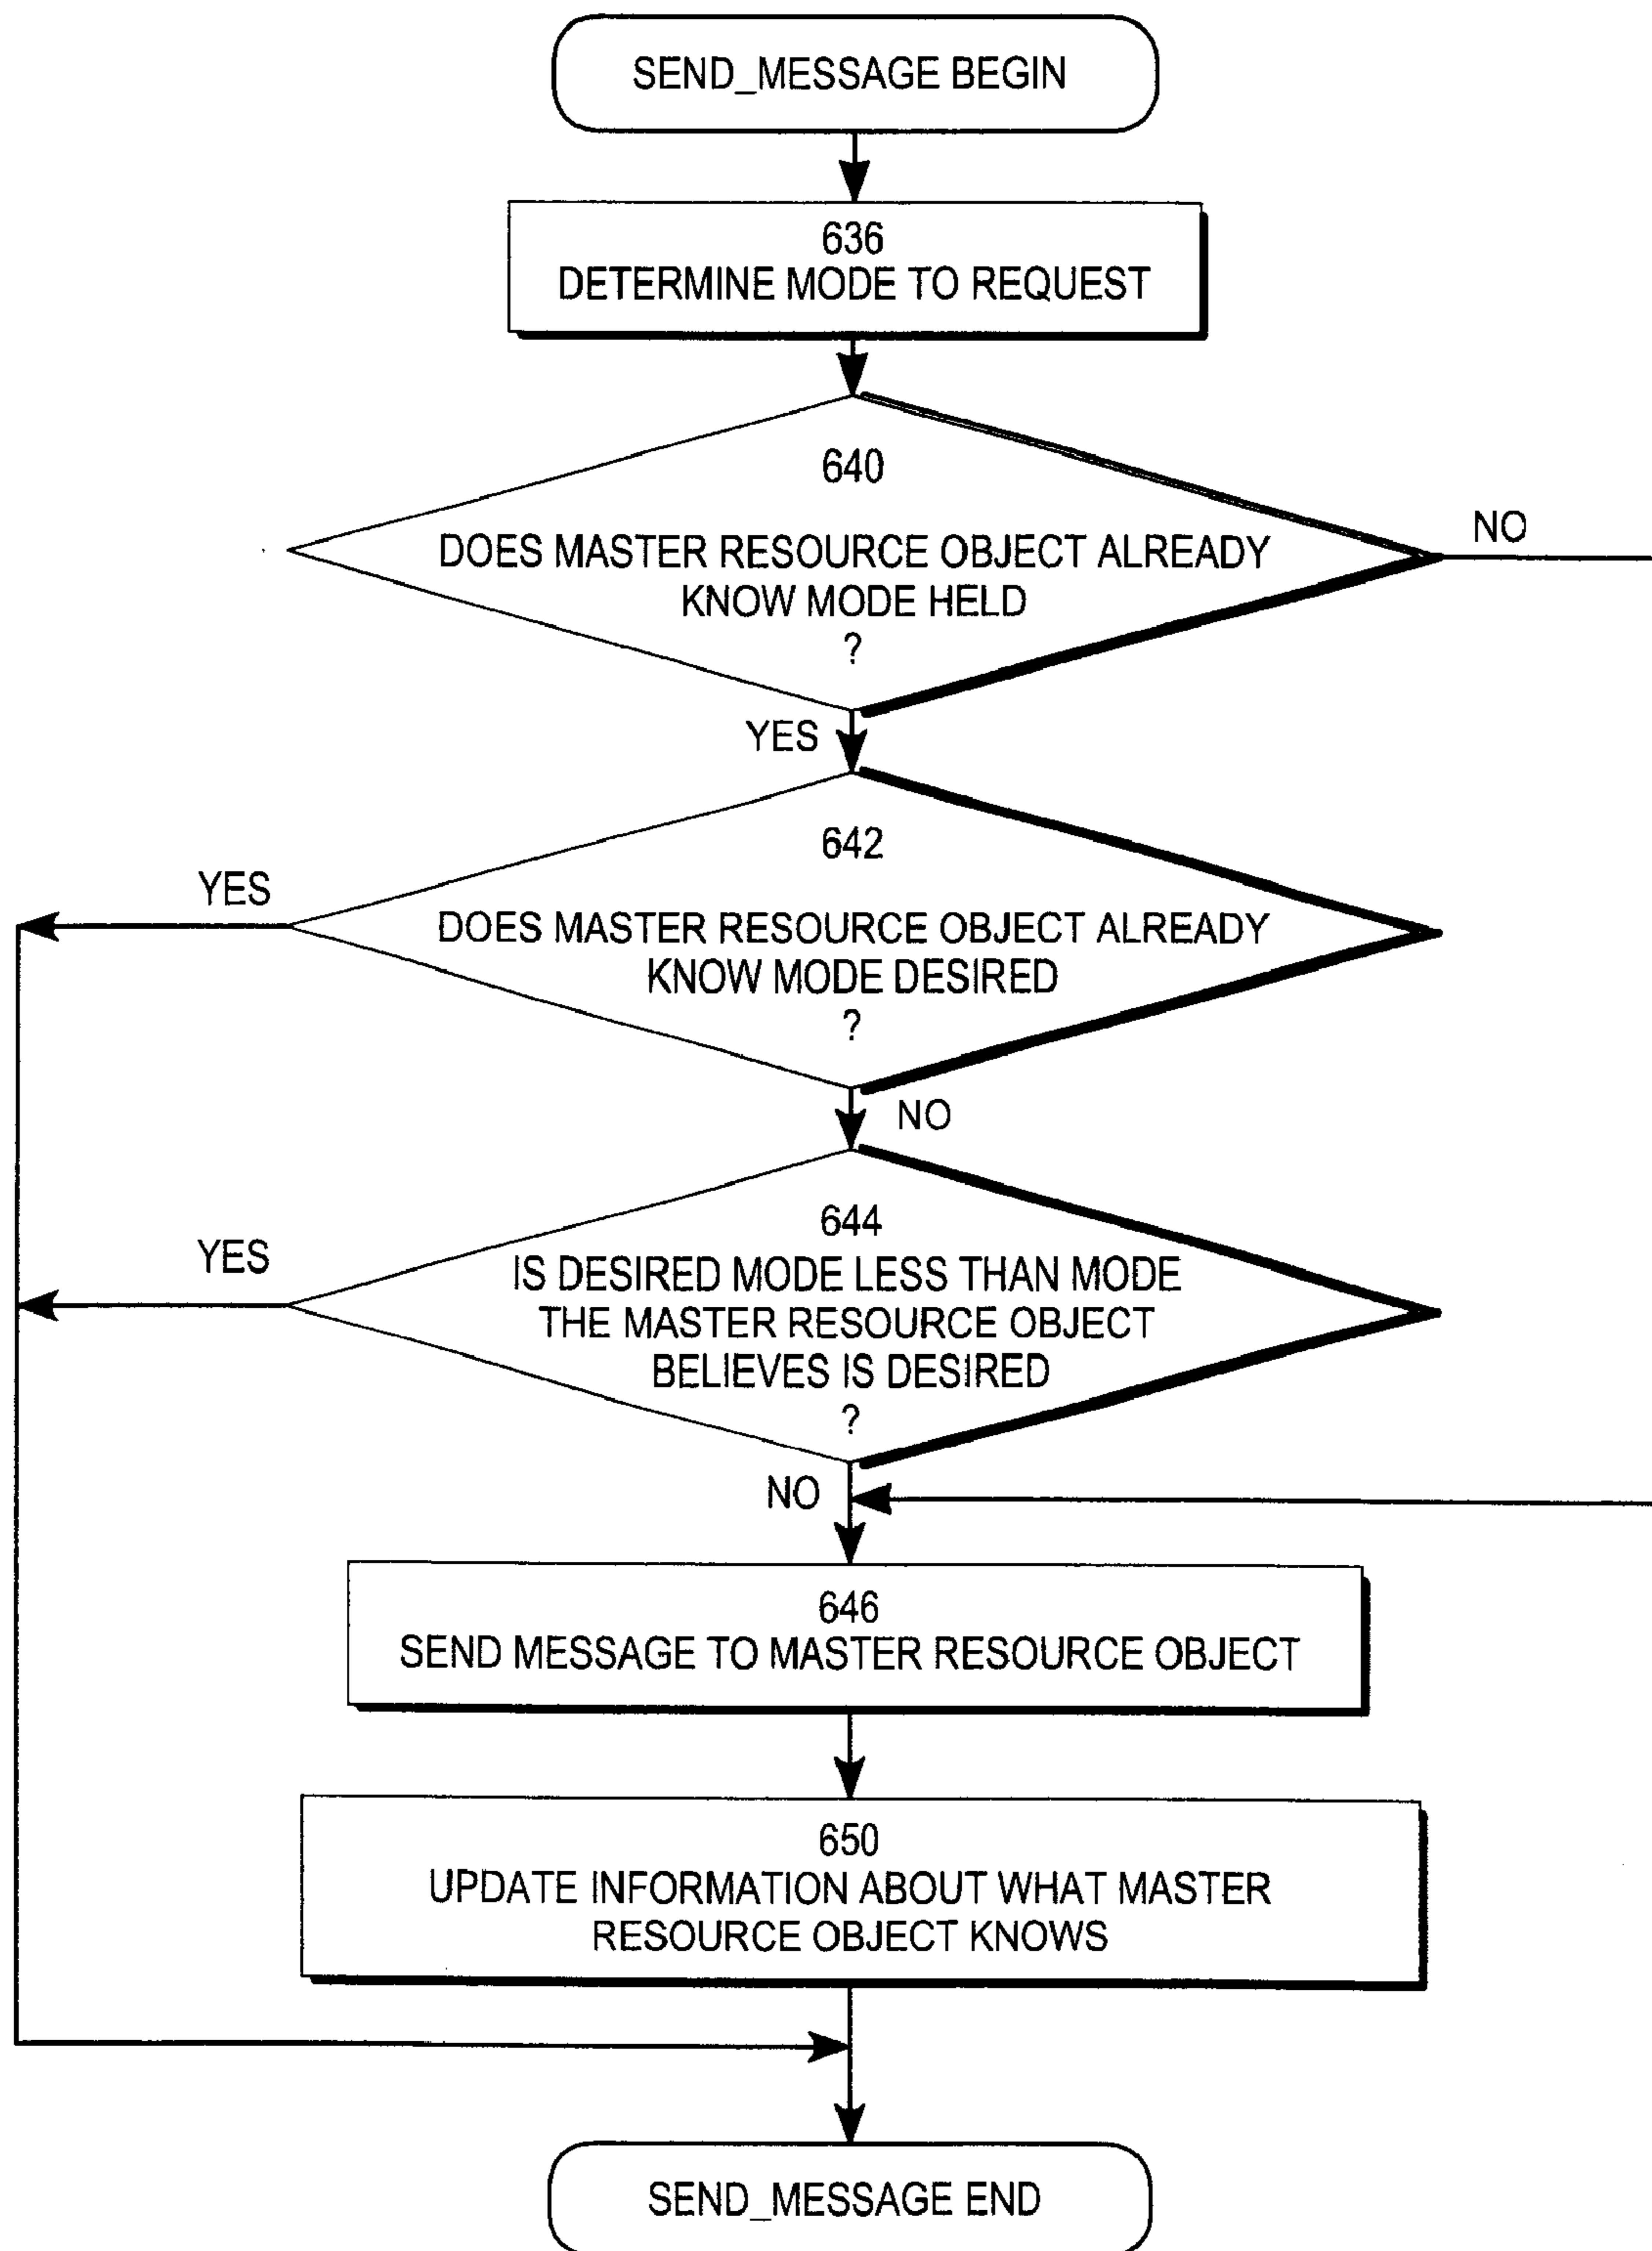 SEND_MESSAGE BEGIN
636
DETERMINE MODE TO REQUEST
640
DOES MASTER RESOURCE OBJECT ALREADY
KNOW MODE HELD
?
NO
YES
642
DOES MASTER RESOURCE OBJECT ALREADY
KNOW MODE DESIRED
?
YES
NO
644
IS DESIRED MODE LESS THAN MODE
THE MASTER RESOURCE OBJECT
BELIEVES IS DESIRED
?
YES
NO
646
SEND MESSAGE TO MASTER RESOURCE OBJECT
650
UPDATE INFORMATION ABOUT WHAT MASTER
RESOURCE OBJECT KNOWS
SEND_MESSAGE END